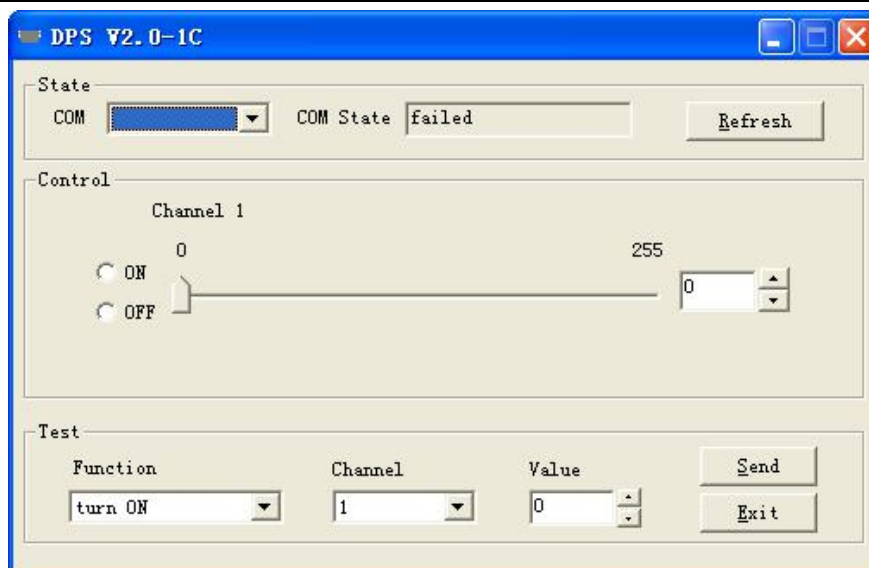 DPS V2.0-1C
State
COM COM State failed Refresh
Control
Channel 1
0 255
ON
0
OFF
Test
Function Channel Value Send
turn ON 1 0 Exit